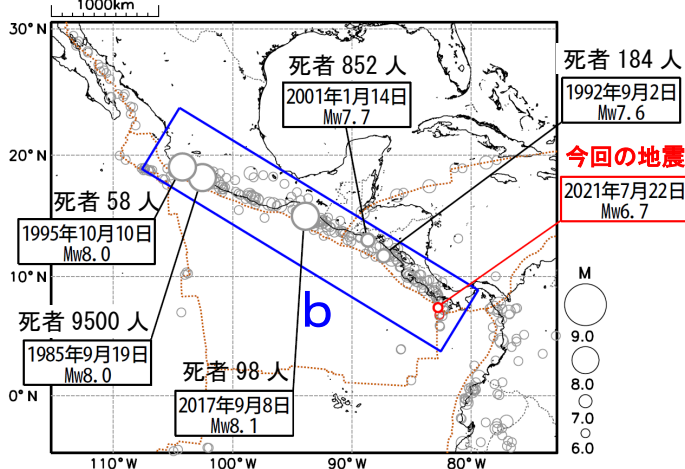 1000km
30°N
20°N
10°N
0°N
110°W
100°W
90°W
80°W
死者 852 人
2001年1月14日
Mw7.7
死者 184 人
1992年9月2日
Mw7.6
今回の地震
2021年7月22日
Mw6.7
死者 58 人
1995年10月10日
Mw8.0
死者 9500 人
1985年9月19日
Mw8.0
死者 98 人
2017年9月8日
Mw8.1
b
M
9.0
8.0
7.0
6.0